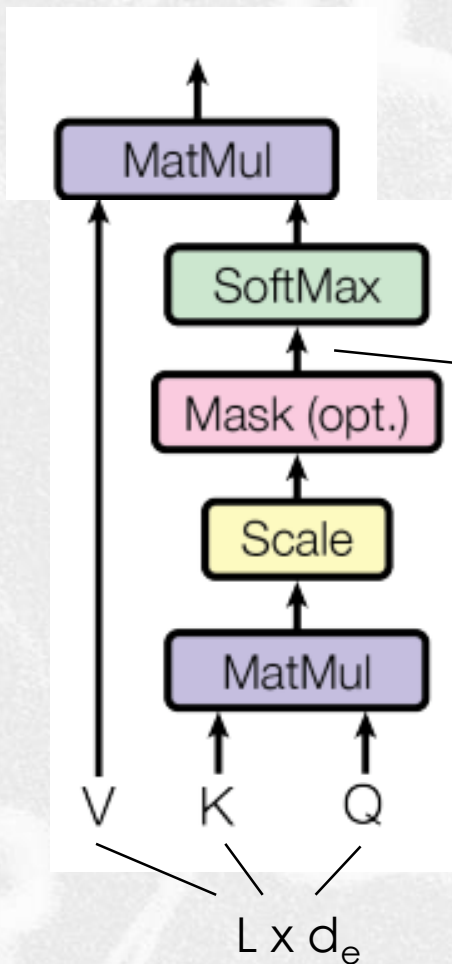 MatMul
SoftMax
Mask (opt.)
Scale
MatMul
V K Q
L x dₑ